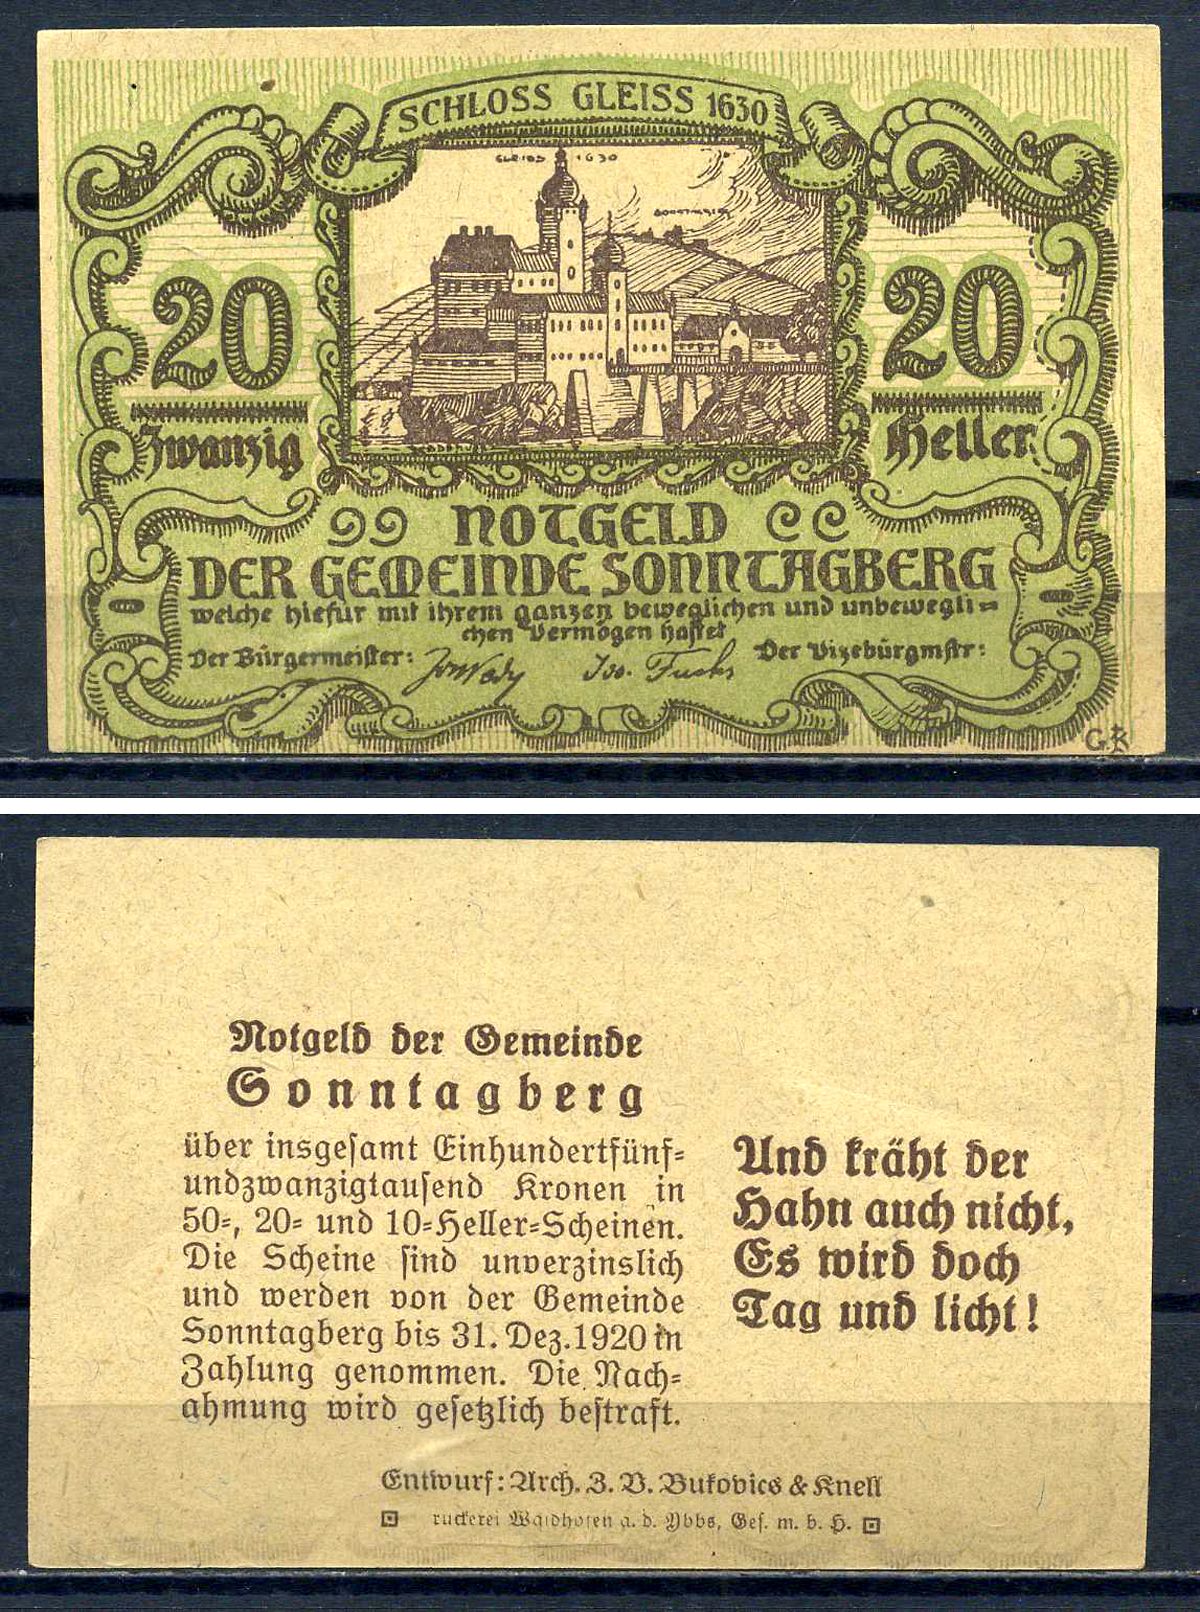 SCHLOSS GLEISS 1630
GLEISS 1630
20
20
Zwanzig
Heller
NOTGELD
DER GEMEINDE SONNTAGBERG
welche hiefür mit ihrem ganzen beweglichen und unbewegli-
chen Vermögen haftet
Der Bürgermeister:
Fuchs
Der Vizebürgmstr:
Notgeld der Gemeinde
Sonntagberg
über insgesamt Einhundertfünf-
undzwanzigtausend Kronen in
50-, 20- und 10-Heller-Scheinen.
Die Scheine sind unverzinslich
und werden von der Gemeinde
Sonntagberg bis 31. Dez. 1920 in
Zahlung genommen. Die Nach-
ahmung wird gesetzlich bestraft.
Und kräht der
Hahn auch nicht,
Es wird doch
Tag und licht!
Entwurf: Arch. Z. V. Bukovics & Knell
ruckerei Waidhofen a. d. Ybbs, Ges. m. b. H.